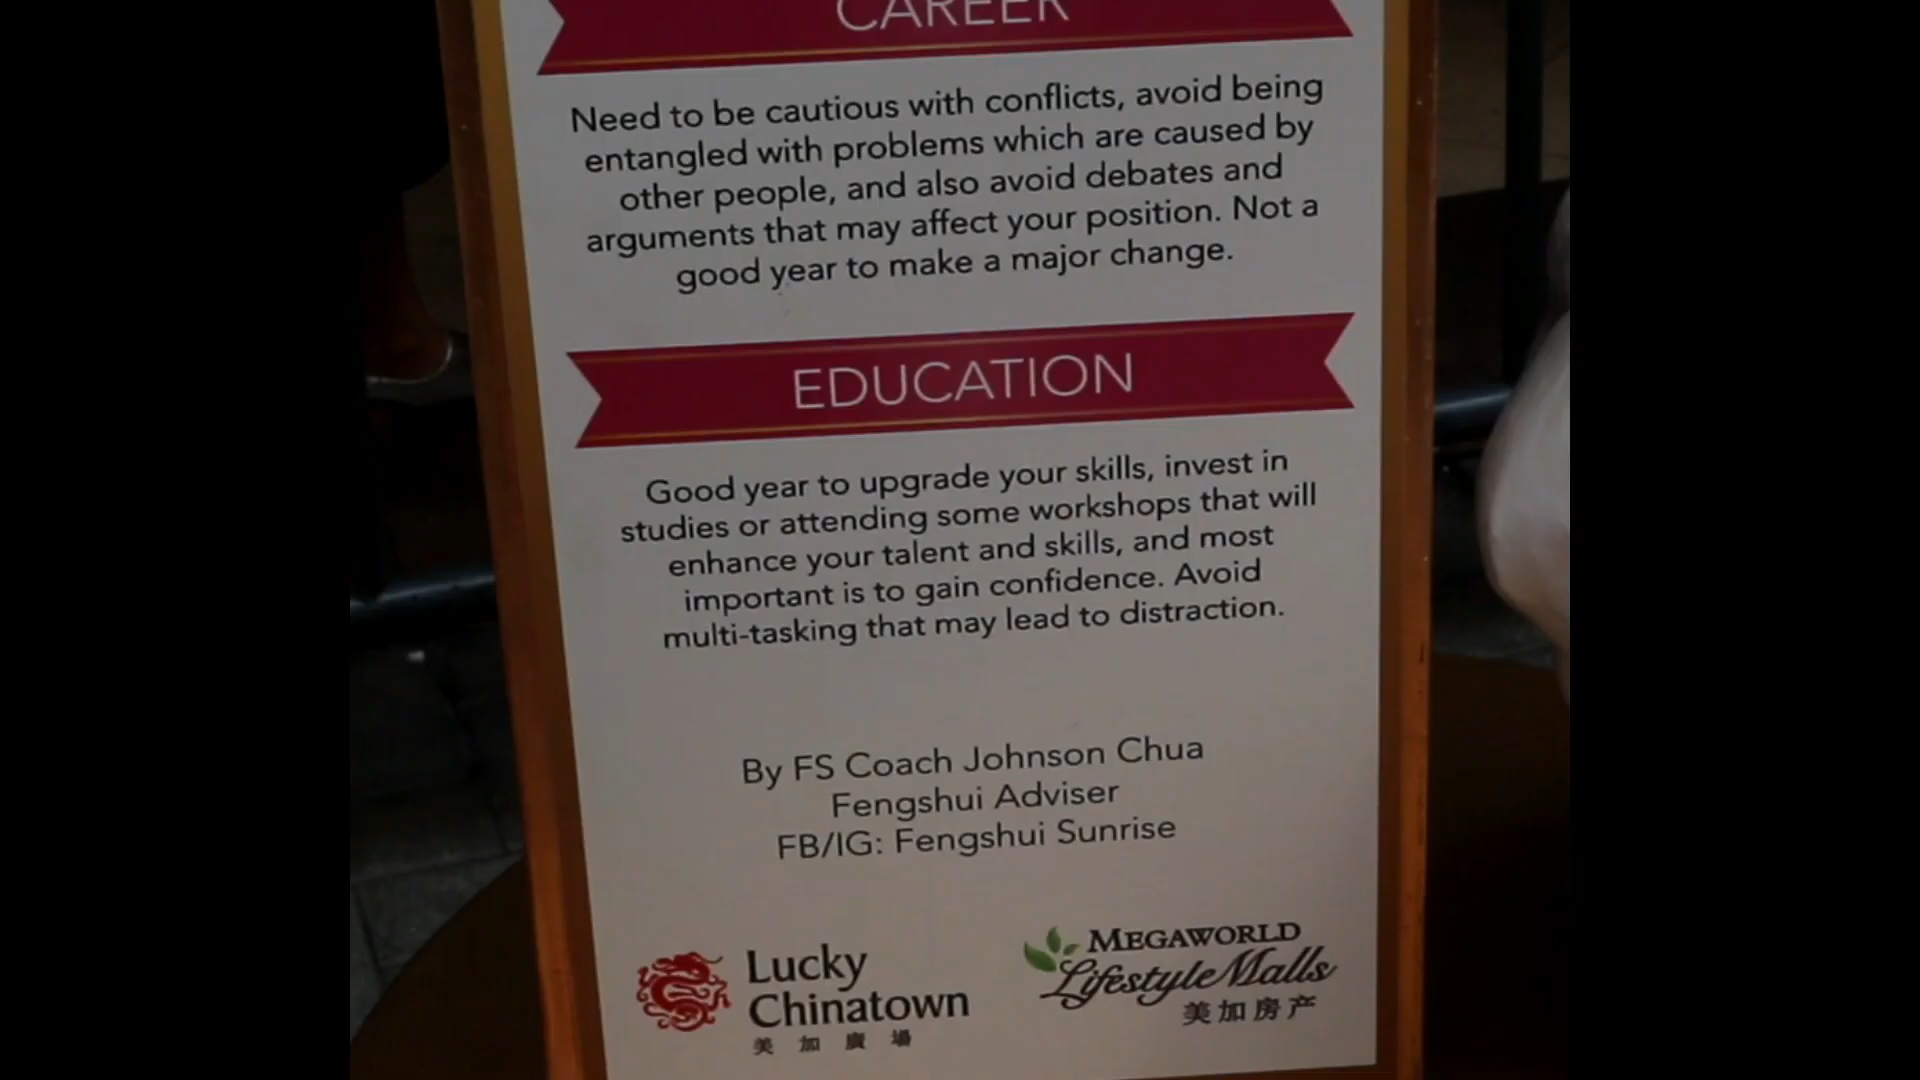 CAREER
Need to be cautious with conflicts, avoid being
entangled with problems which are caused by
other people, and also avoid debates and
arguments that may affect your position. Not a
good year to make a major change.
EDUCATION
Good year to upgrade your skills, invest in
studies or attending some workshops that will
enhance your talent and skills, and most
important is to gain confidence. Avoid
multi-tasking that may lead to distraction.
By FS Coach Johnson Chua
Fengshui Adviser
FB/IG: Fengshui Sunrise
Lucky
Chinatown
美加廣場
MEGAWORLD
Lifestyle Malls
美加房产